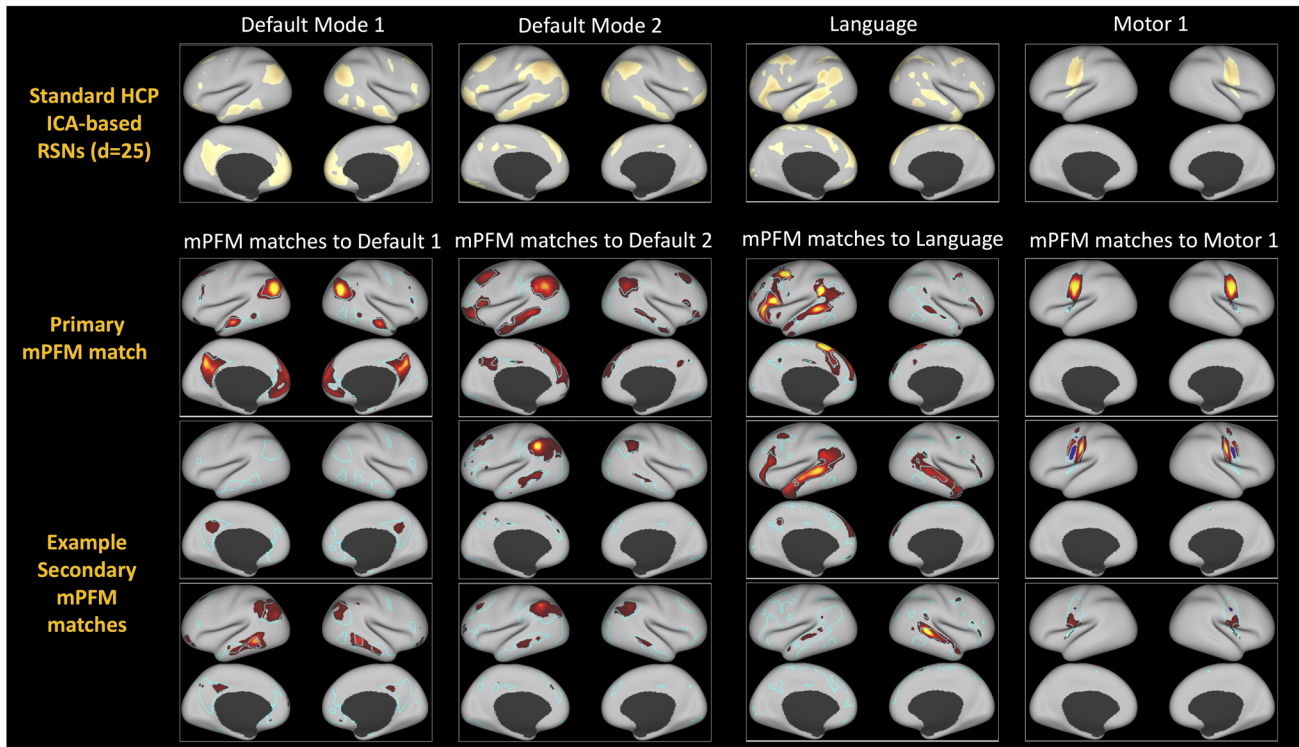 Default Mode 1
Default Mode 2
Language
Motor 1
Standard HCP
ICA-based
RSNs (d=25)
mPFM matches to Default 1
mPFM matches to Default 2
mPFM matches to Language
mPFM matches to Motor 1
Primary
mPFM match
Example
Secondary
mPFM
matches